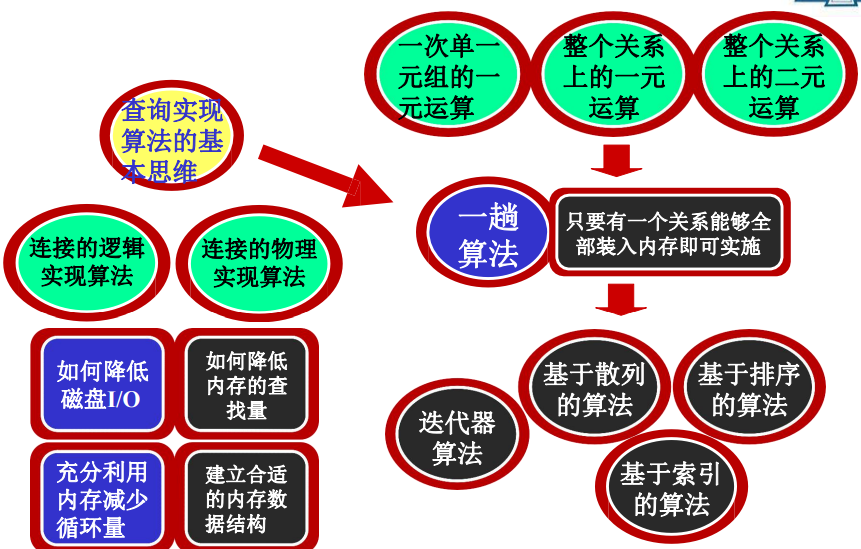 一次单一
元组的一
元运算
整个关系
上的一元
运算
整个关系
上的二元
运算
查询实现
算法的基
本思维
一趟
算法
只要有一个关系能够全
部装入内存即可实施
连接的逻辑
实现算法
连接的物理
实现算法
如何降低
磁盘I/O
如何降低
内存的查
找量
充分利用
内存减少
循环量
建立合适
的内存数
据结构
迭代器
算法
基于散列
的算法
基于排序
的算法
基于索引
的算法